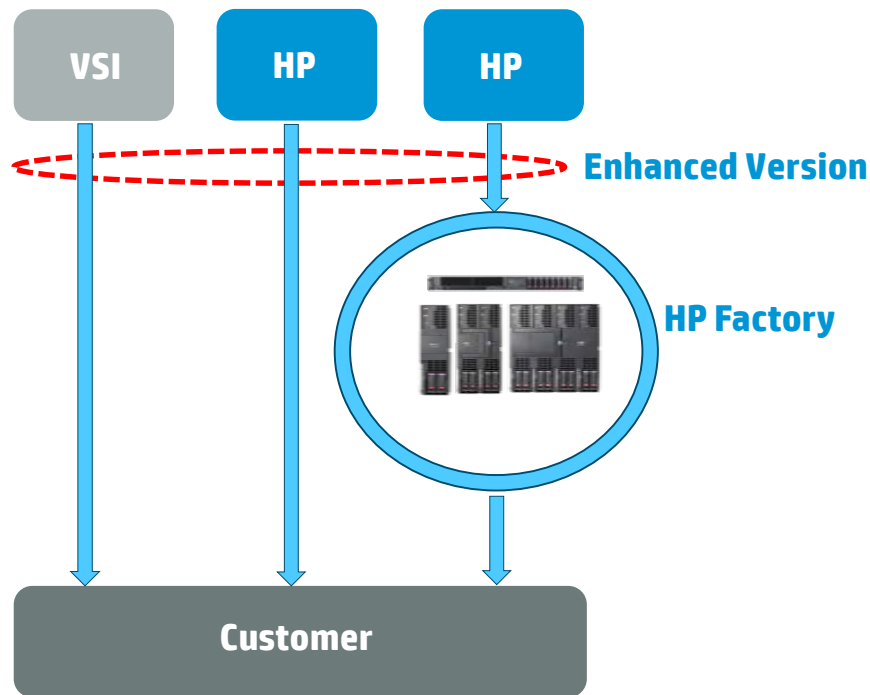 VSI
HP
HP
Enhanced Version
HP Factory
Customer